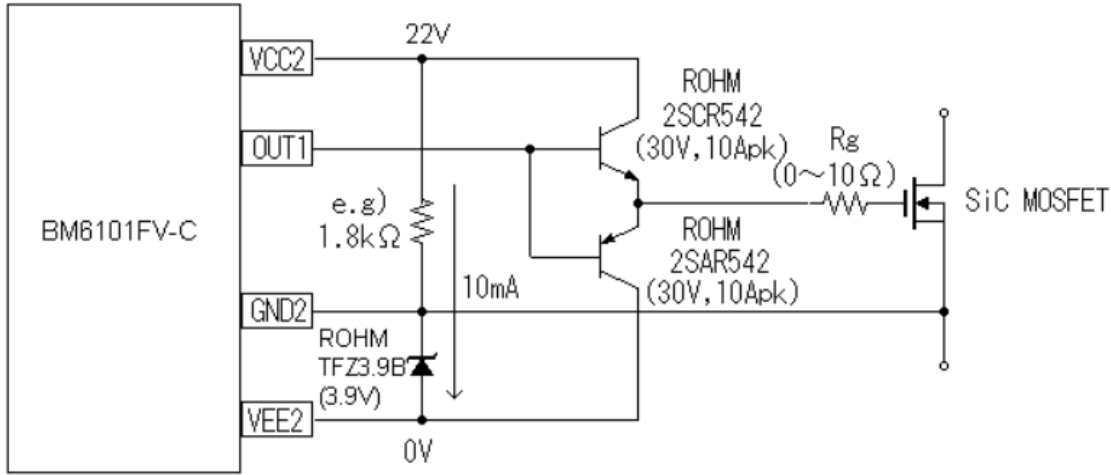 VCC2
22V
ROHM
2SCR542
(30V,10Apk)
OUT1
Rg
(0～10Ω)
SiC MOSFET
e.g)
1.8kΩ
BM6101FV-C
ROHM
2SAR542
(30V,10Apk)
10mA
GND2
ROHM
TFZ3.9B
(3.9V)
VEE2
0V